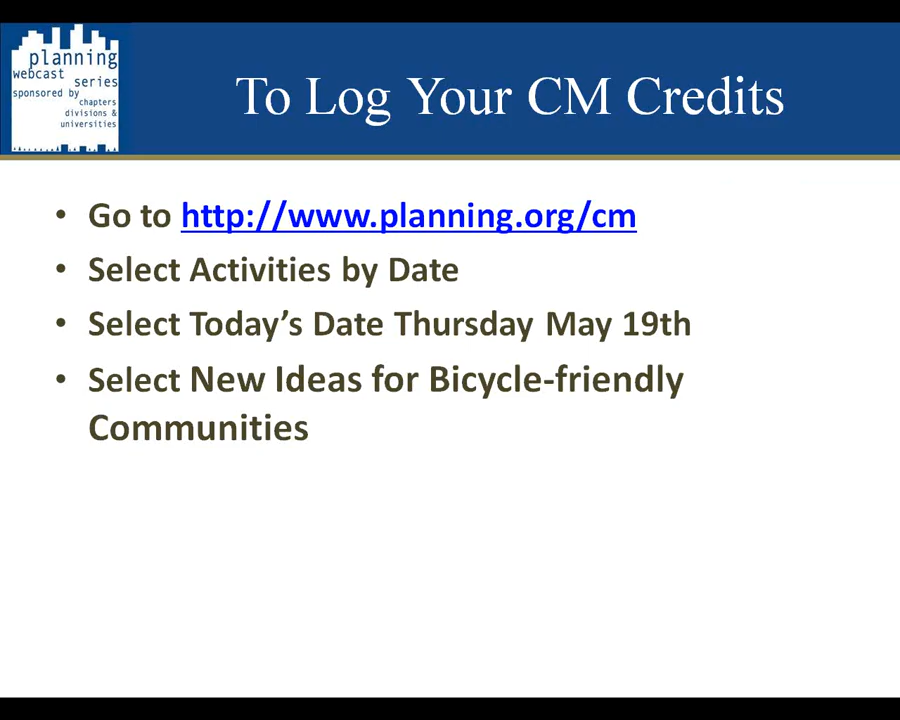 planning
webcast series
sponsored by
chapters
divisions &
universities
To Log Your CM Credits
• Go to http://www.planning.org/cm
• Select Activities by Date
• Select Today’s Date Thursday May 19th
• Select New Ideas for Bicycle-friendly
Communities